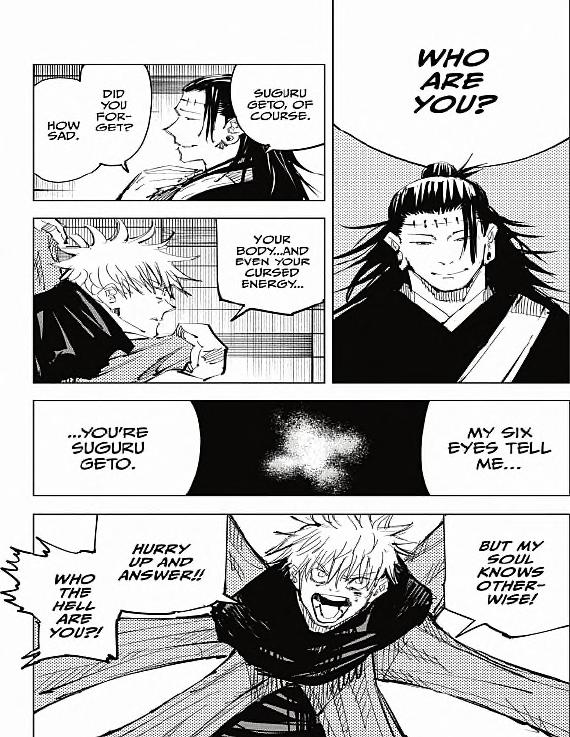 WHO
ARE
YOU?
SUGURU
GETO, OF
COURSE.
DID
YOU
FOR-
GET?
HOW
SAD.
YOUR
BODY...AND
EVEN YOUR
CURSED
ENERGY...
MY SIX
EYES TELL
ME...
...YOU'RE
SUGURU
GETO.
BUT MY
SOUL
KNOWS
OTHER-
WISE!
HURRY
UP AND
ANSWER!!
WHO
THE
HELL
ARE
YOU?!